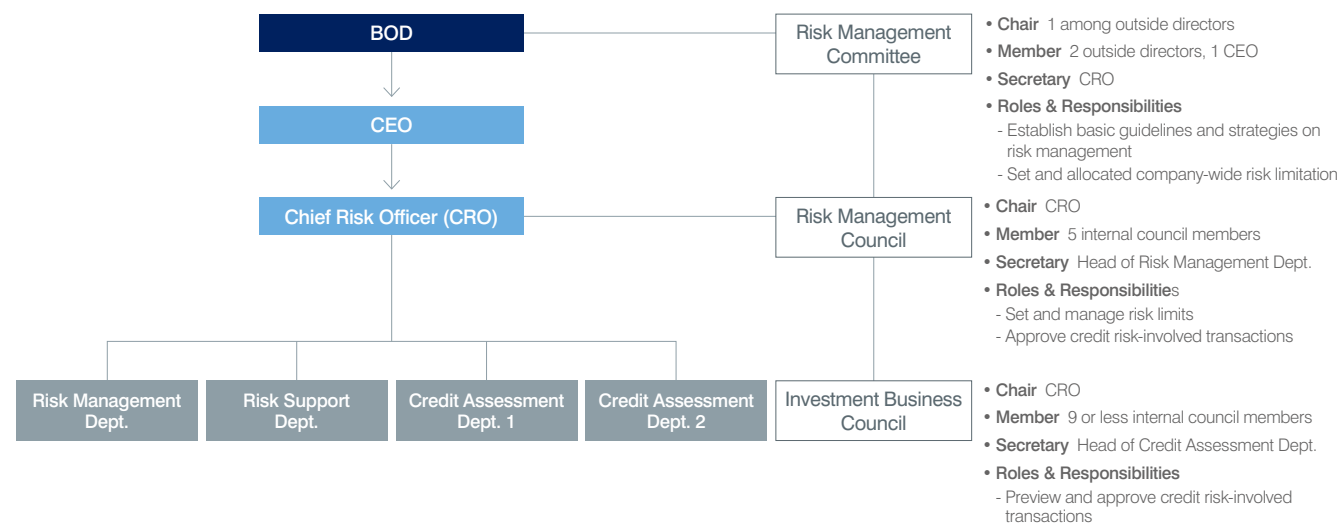 BOD
Risk Management
Committee
• Chair 1 among outside directors
• Member 2 outside directors, 1 CEO
• Secretary CRO
• Roles & Responsibilities
- Establish basic guidelines and strategies on
risk management
- Set and allocated company-wide risk limitation
CEO
Chief Risk Officer (CRO)
Risk Management
Council
• Chair CRO
• Member 5 internal council members
• Secretary Head of Risk Management Dept.
• Roles & Responsibilities
- Set and manage risk limits
- Approve credit risk-involved transactions
Risk Management
Dept.
Risk Support
Dept.
Credit Assessment
Dept. 1
Credit Assessment
Dept. 2
Investment Business
Council
• Chair CRO
• Member 9 or less internal council members
• Secretary Head of Credit Assessment Dept.
• Roles & Responsibilities
- Preview and approve credit risk-involved
transactions